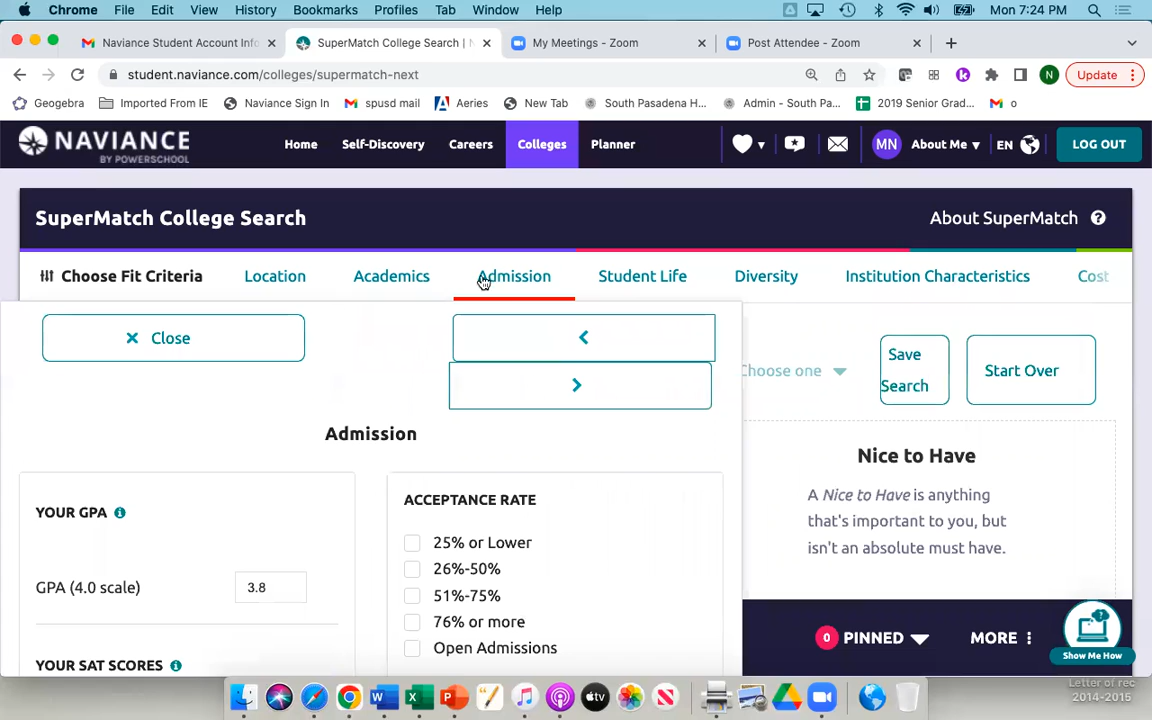 Chrome File Edit View History Bookmarks Profiles Tab Window Help Mon 7:24 PM
Naviance Student Account Info SuperMatch College Search | N My Meetings - Zoom Post Attendee - Zoom
student.naviance.com/colleges/supermatch-next N Update
Geogebra Imported From IE Naviance Sign In spusd mail Aeries New Tab South Pasadena H... Admin - South Pa... 2019 Senior Grad... o
NAVIANCE
BY POWERSCHOOL
Home Self-Discovery Careers Colleges Planner MN About Me EN LOG OUT
SuperMatch College Search About SuperMatch ?
Choose Fit Criteria Location Academics Admission Student Life Diversity Institution Characteristics Cost
Close
Choose one
Save
Search
Start Over
Admission
YOUR GPA
GPA (4.0 scale) 3.8
YOUR SAT SCORES
ACCEPTANCE RATE
25% or Lower
26%-50%
51%-75%
76% or more
Open Admissions
Nice to Have
A Nice to Have is anything
that's important to you, but
isn't an absolute must have.
0 PINNED MORE
Show Me How
Letter of rec
2014-2015